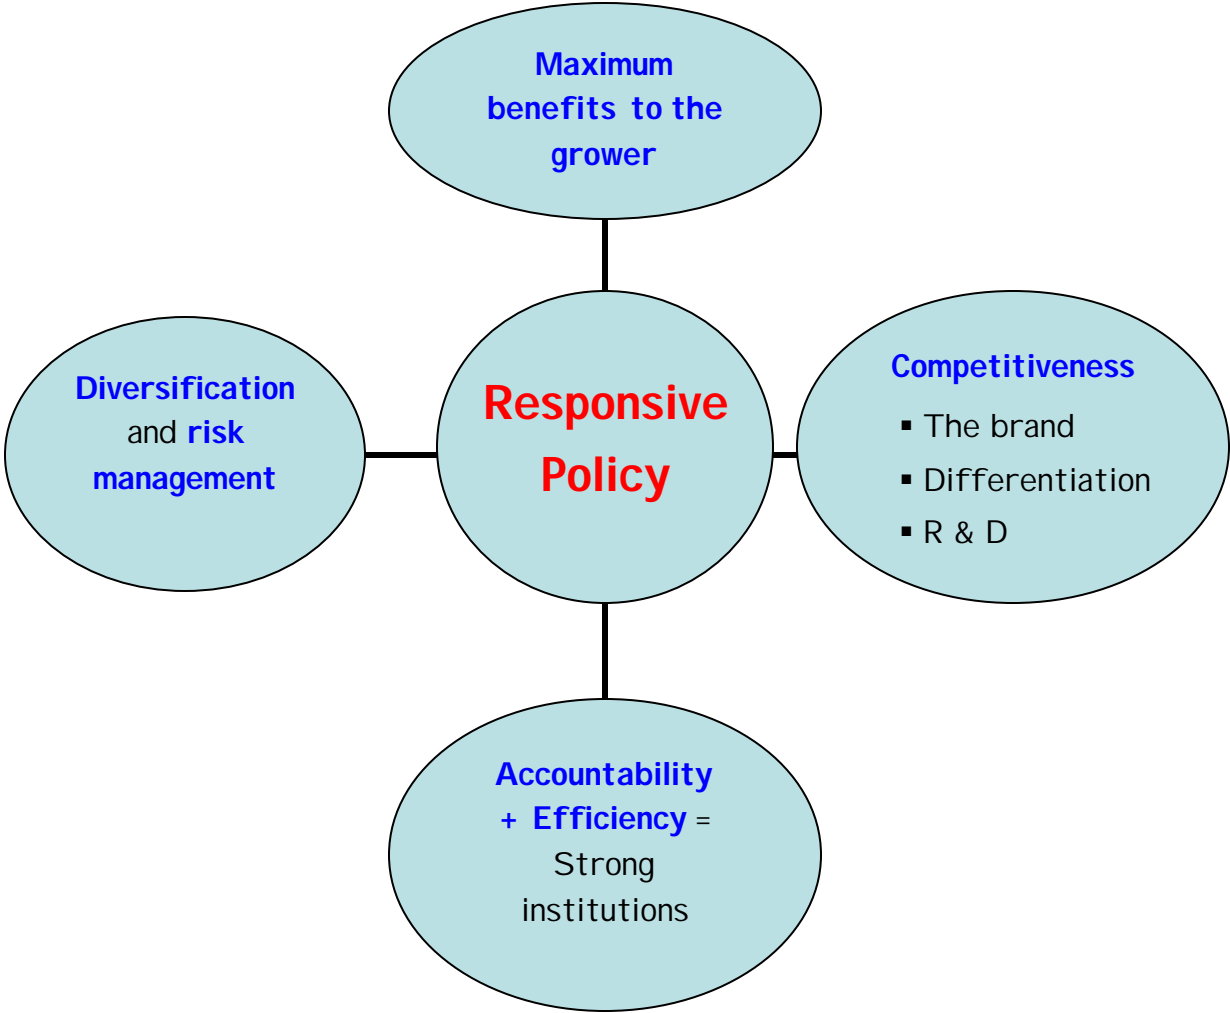 Maximum
benefits to the
grower
Diversification
and risk
management
Responsive
Policy
Competitiveness
▪ The brand
▪ Differentiation
▪ R & D
Accountability
+ Efficiency =
Strong
institutions